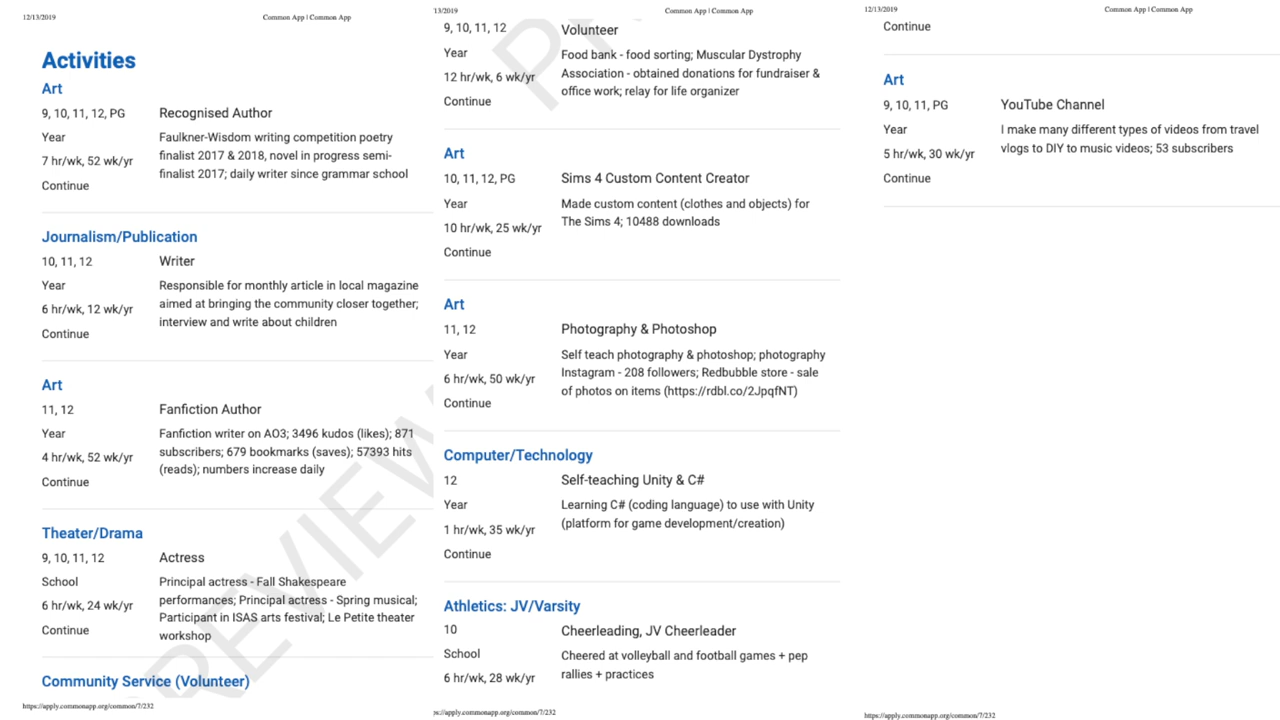 12/13/2019
Common App | Common App
Activities
Art
9, 10, 11, 12, PG
Recognised Author
Year
Faulkner-Wisdom writing competition poetry
finalist 2017 & 2018, novel in progress semi-
7 hr/wk, 52 wk/yr
finalist 2017; daily writer since grammar school
Continue
Journalism/Publication
10, 11, 12
Writer
Year
Responsible for monthly article in local magazine
aimed at bringing the community closer together;
6 hr/wk, 12 wk/yr
interview and write about children
Continue
Art
11, 12
Fanfiction Author
Year
Fanfiction writer on AO3; 3496 kudos (likes); 871
subscribers; 679 bookmarks (saves); 57393 hits
4 hr/wk, 52 wk/yr
(reads); numbers increase daily
Continue
Theater/Drama
9, 10, 11, 12
Actress
School
Principal actress - Fall Shakespeare
performances; Principal actress - Spring musical;
6 hr/wk, 24 wk/yr
Participant in ISAS arts festival; Le Petite theater
Continue
workshop
Community Service (Volunteer)
https://apply.commonapp.org/common/7/232
PREVIEW
'13/2019
Common App | Common App
9, 10, 11, 12
Volunteer
Year
Food bank - food sorting; Muscular Dystrophy
Association - obtained donations for fundraiser &
12 hr/wk, 6 wk/yr
office work; relay for life organizer
Continue
Art
10, 11, 12, PG
Sims 4 Custom Content Creator
Year
Made custom content (clothes and objects) for
The Sims 4; 10488 downloads
10 hr/wk, 25 wk/yr
Continue
Art
11, 12
Photography & Photoshop
Year
Self teach photography & photoshop; photography
Instagram - 208 followers; Redbubble store - sale
6 hr/wk, 50 wk/yr
of photos on items (https://rdbl.co/2JpqfNT)
Continue
Computer/Technology
12
Self-teaching Unity & C#
Year
Learning C# (coding language) to use with Unity
(platform for game development/creation)
1 hr/wk, 35 wk/yr
Continue
Athletics: JV/Varsity
10
Cheerleading, JV Cheerleader
School
Cheered at volleyball and football games + pep
rallies + practices
6 hr/wk, 28 wk/yr
ps://apply.commonapp.org/common/7/232
P
12/13/2019
Common App | Common App
Continue
Art
9, 10, 11, PG
YouTube Channel
Year
I make many different types of videos from travel
vlogs to DIY to music videos; 53 subscribers
5 hr/wk, 30 wk/yr
Continue
https://apply.commonapp.org/common/7/232